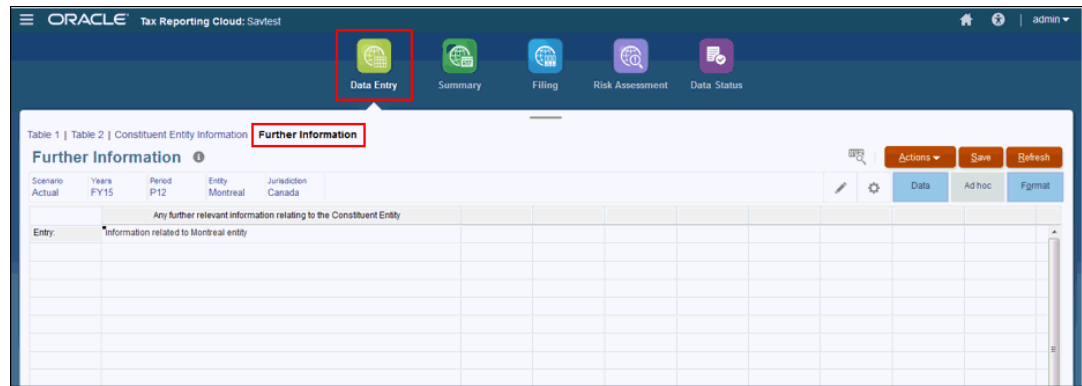 ORACLE® Tax Reporting Cloud: Savtest admin
Data Entry Summary Filing Risk Assessment Data Status
Table 1 | Table 2 | Constituent Entity Information Further Information
Further Information
Actions Save Refresh
Scenario Years Period Entity Jurisdiction
Actual FY15 P12 Montreal Canada
Data Ad hoc Format
Any further relevant information relating to the Constituent Entity
Entry: Information related to Montreal entity